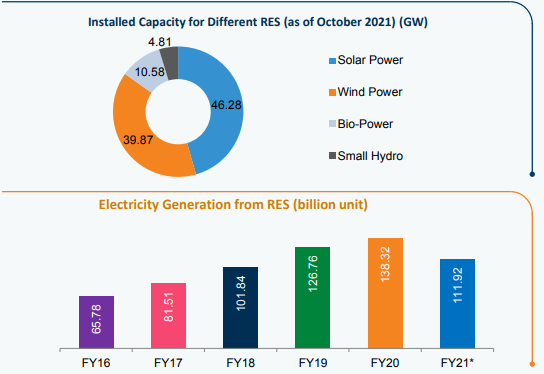 Installed Capacity for Different RES (as of October 2021) (GW)
4.81
10.58
46.28
39.87
Solar Power
Wind Power
Bio-Power
Small Hydro
Electricity Generation from RES (billion unit)
65.78
81.51
101.84
126.76
138.32
111.92
FY16
FY17
FY18
FY19
FY20
FY21*